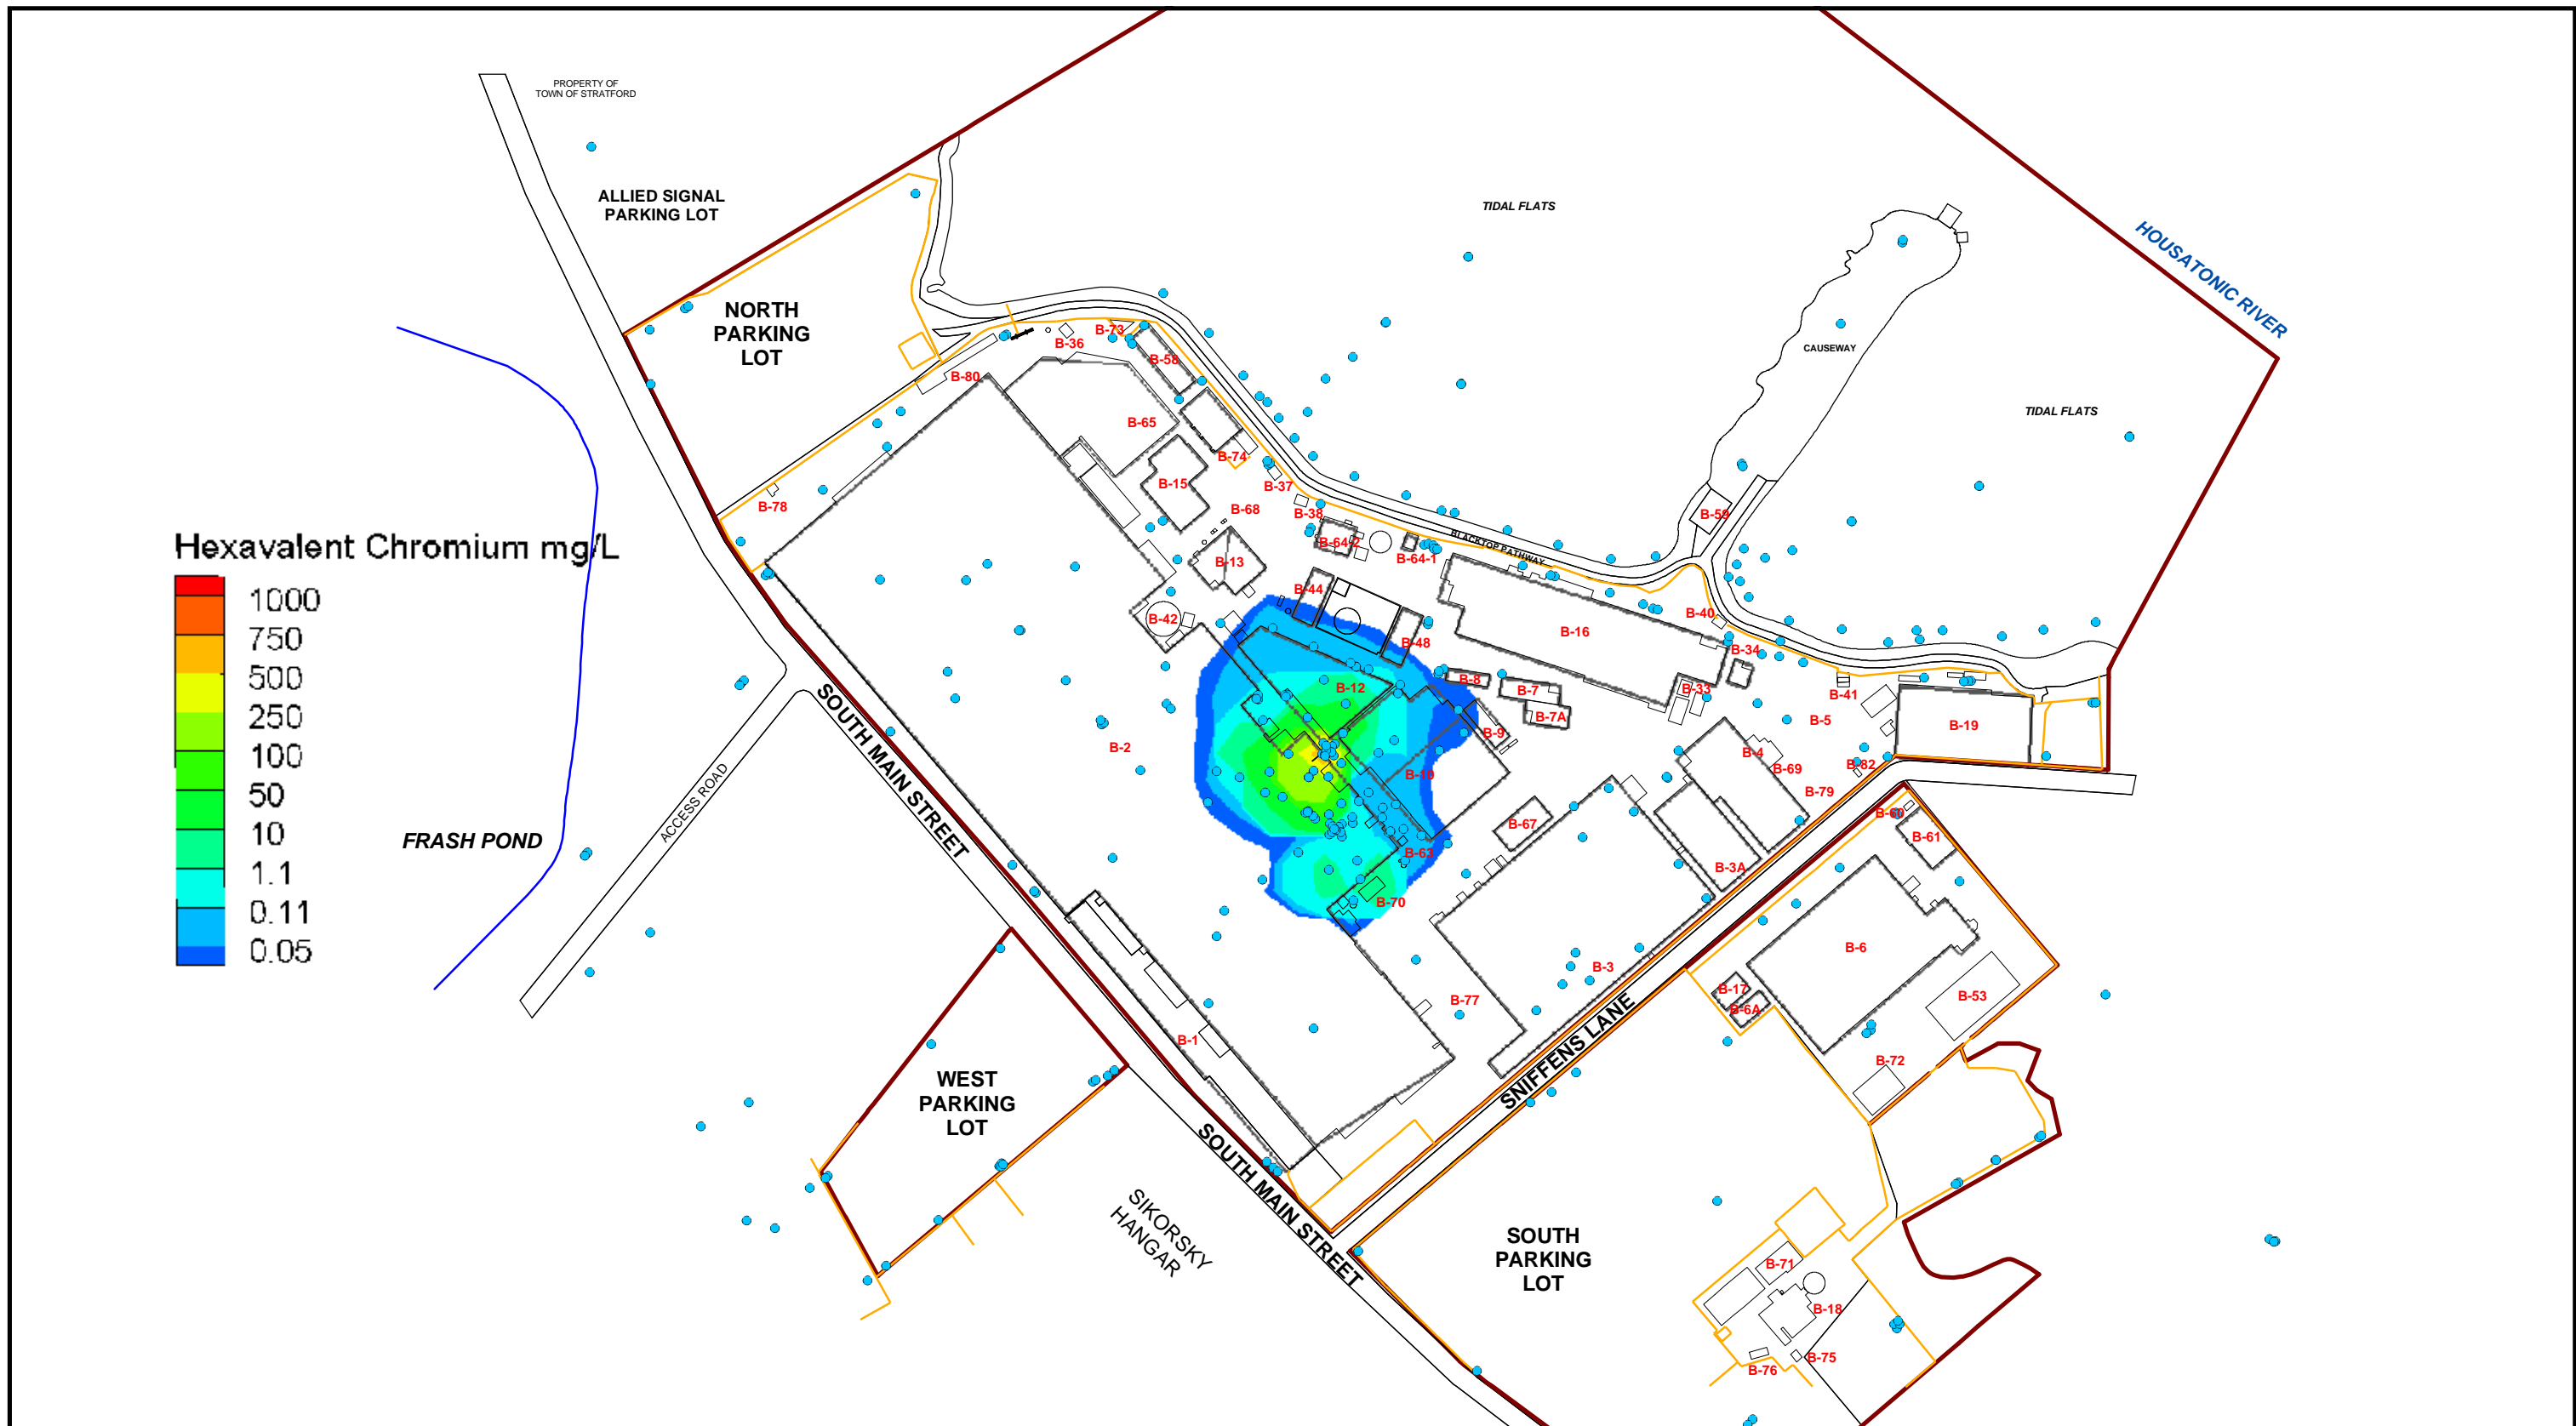 PROPERTY OF
TOWN OF STRATFORD
ALLIED SIGNAL
PARKING LOT
TIDAL FLATS
HOUSATONIC RIVER
NORTH
PARKING
LOT
B-73
B-36
B-58
CAUSEWAY
B-80
TIDAL FLATS
B-65
B-74
B-15
B-37
B-78
B-68
B-38
B-59
Hexavalent Chromium mg/L
B-64-2
BLACKTOP PATHWAY
B-64-1
B-13
B-44
1000
B-40
B-42
B-16
750
B-48
B-34
500
B-8
B-12
B-7
B-33
B-41
250
B-7A
B-5
B-19
SOUTH MAIN STREET
B-9
B-2
B-4
100
B-10
B-69
B-82
50
B-79
ACCESS ROAD
B-60
10
B-67
B-61
FRASH POND
B-63
1.1
B-3A
B-70
0.11
B-6
0.05
B-3
B-17
B-53
B-77
B-6A
SNIFFENS LANE
B-1
B-72
WEST
PARKING
LOT
SOUTH MAIN STREET
SIKORSKY
HANGAR
SOUTH
PARKING
LOT
B-71
B-18
B-75
B-76